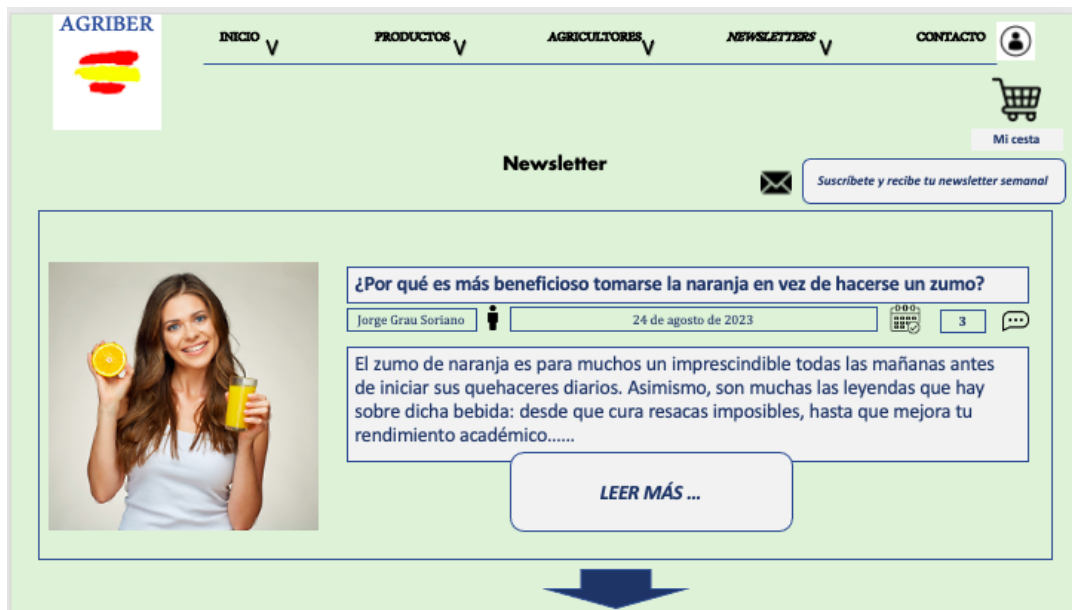 AGRIBER
INICIO V PRODUCTOS V AGRICULTORES V NEWSLETTERS V CONTACTO
Mi cesta
Newsletter
Suscríbete y recibe tu newsletter semanal
¿Por qué es más beneficioso tomarse la naranja en vez de hacerse un zumo?
Jorge Grau Soriano 24 de agosto de 2023 3
El zumo de naranja es para muchos un imprescindible todas las mañanas antes
de iniciar sus quehaceres diarios. Asimismo, son muchas las leyendas que hay
sobre dicha bebida: desde que cura resacas imposibles, hasta que mejora tu
rendimiento académico......
LEER MÁS ...